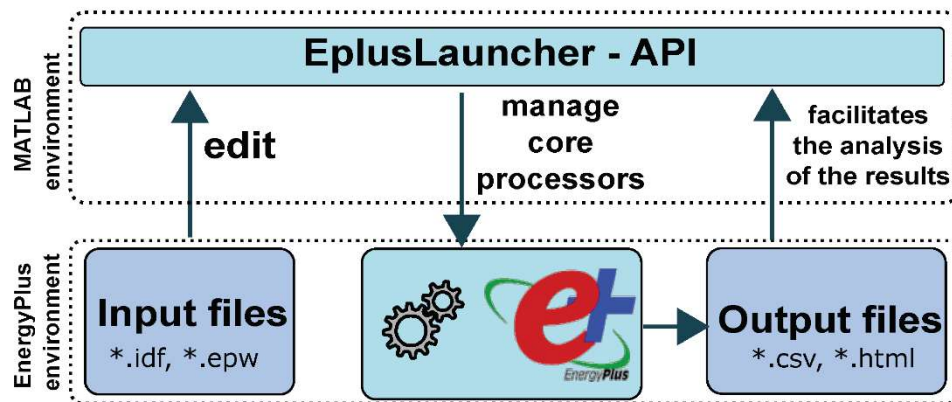 MATLAB
environment
EplusLauncher - API
edit
manage
core
processors
facilitates
the analysis
of the results
EnergyPlus
environment
Input files
*.idf, *.epw
e+
EnergyPlus
Output files
*.csv, *.html